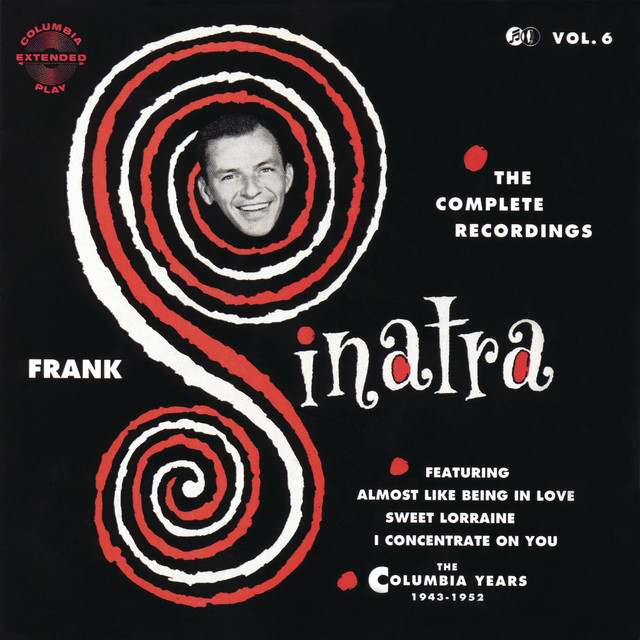 COLUMBIA
EXTENDED
PLAY
VOL. 6
THE
COMPLETE
RECORDINGS
FRANK
Sinatra
FEATURING
ALMOST LIKE BEING IN LOVE
SWEET LORRAINE
I CONCENTRATE ON YOU
THE
COLUMBIA YEARS
1943-1952